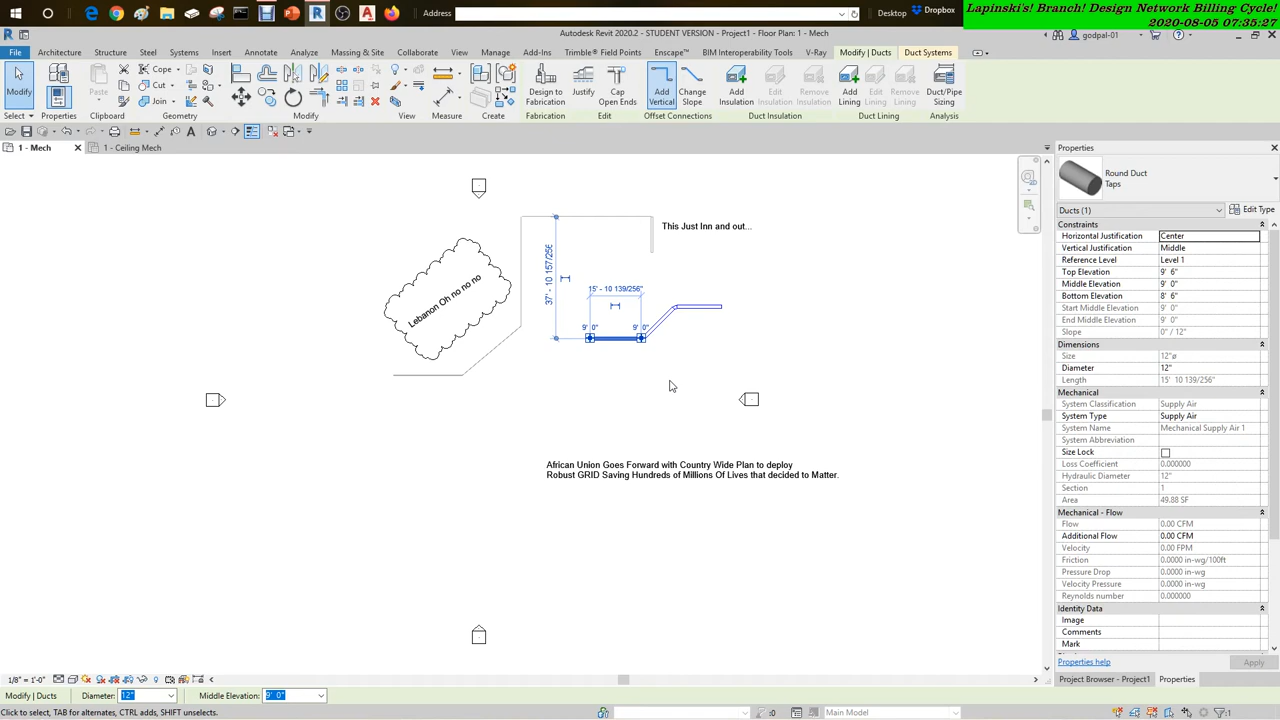 Address
Desktop
Dropbox
Lapinski's! Branch! Design Network Billing Cycle!
2020-08-05 07:35:27
Autodesk Revit 2020.2 - STUDENT VERSION - Project1 - Floor Plan: 1 - Mech
godpal-01
File Architecture Structure Steel Systems Insert Annotate Analyze Massing & Site Collaborate View Manage Add-Ins Trimble® Field Points Enscape™ BIM Interoperability Tools V-Ray Modify | Ducts Duct Systems
Modify
Properties
Paste
Cope
Cut
Join
Design to Fabrication
Justify
Cap Open Ends
Add Vertical
Change Slope
Add Insulation
Edit Insulation
Remove Insulation
Add Lining
Edit Lining
Remove Lining
Duct/Pipe Sizing
Select Properties Clipboard Geometry Modify View Measure Create Fabrication Edit Offset Connections Duct Insulation Duct Lining Analysis
1 - Mech
1 - Ceiling Mech
This Just Inn and out...
Lebanon Oh no no no
37' - 10 157/256"
15' - 10 139/256"
9' 0"
9' 0"
African Union Goes Forward with Country Wide Plan to deploy
Robust GRID Saving Hundreds of Millions Of Lives that decided to Matter.
Properties
Round Duct
Taps
Ducts (1)
Edit Type
Constraints
Horizontal Justification Center
Vertical Justification Middle
Reference Level Level 1
Top Elevation 9' 6"
Middle Elevation 9' 0"
Bottom Elevation 8' 6"
Start Middle Elevation 9' 0"
End Middle Elevation 9' 0"
Slope 0" / 12"
Dimensions
Size 12"ø
Diameter 12"
Length 15' 10 139/256"
Mechanical
System Classification Supply Air
System Type Supply Air
System Name Mechanical Supply Air 1
System Abbreviation
Size Lock
Loss Coefficient 0.000000
Hydraulic Diameter 12"
Section 1
Area 49.88 SF
Mechanical - Flow
Flow 0.00 CFM
Additional Flow 0.00 CFM
Velocity 0.00 FPM
Friction 0.0000 in-wg/100ft
Pressure Drop 0.0000 in-wg
Velocity Pressure 0.0000 in-wg
Reynolds number 0.000000
Identity Data
Image
Comments
Mark
Properties help
Apply
Project Browser - Project1
Properties
1/8" = 1'-0"
Modify | Ducts Diameter: 12" Middle Elevation: 9' 0"
Click to select, TAB for alternates, CTRL adds, SHIFT unselects.
:0
Main Model
:1